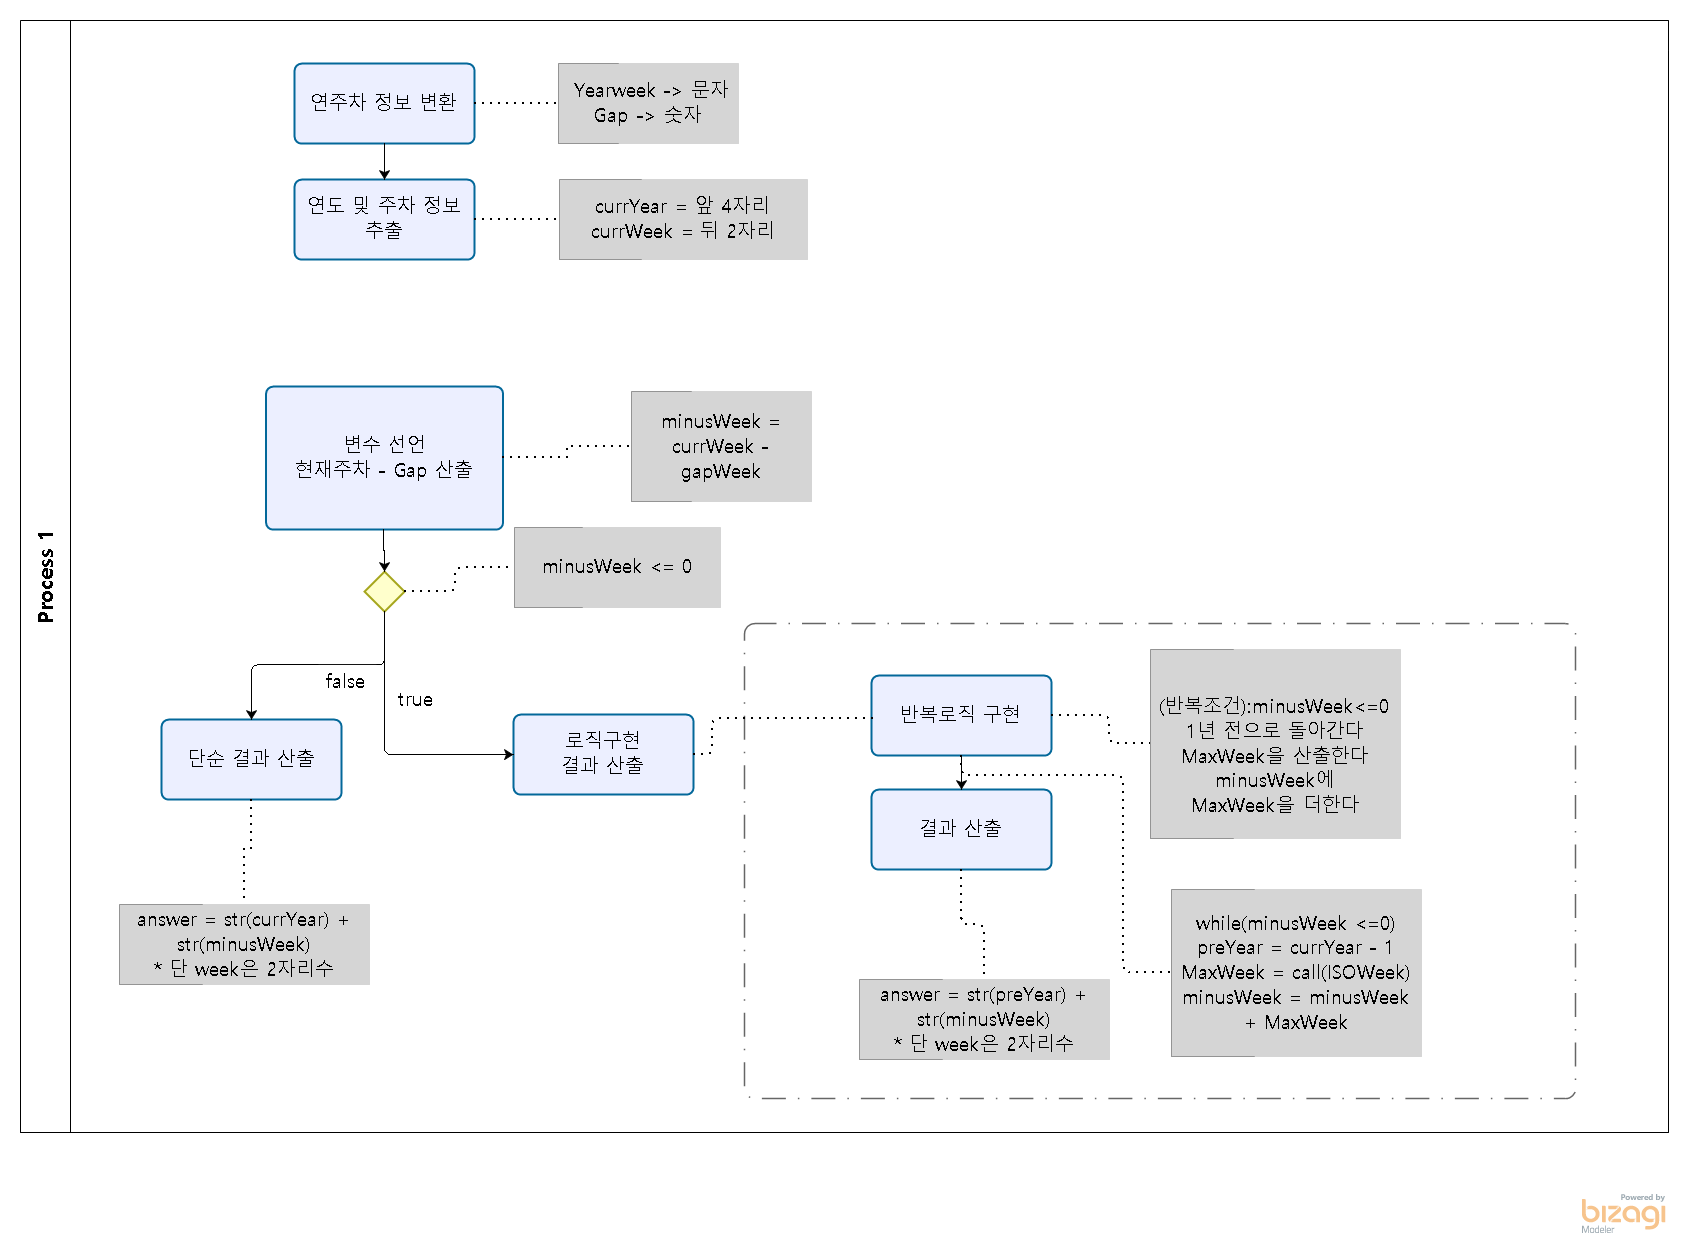 Process 1
연주차 정보 변환
Yearweek -> 문자
Gap -> 숫자
연도 및 주차 정보
추출
currYear = 앞 4자리
currWeek = 뒤 2자리
변수 선언
현재주차 - Gap 산출
minusWeek =
currWeek -
gapWeek
minusWeek <= 0
false
true
단순 결과 산출
로직구현
결과 산출
반복로직 구현
(반복조건):minusWeek<=0
1년 전으로 돌아간다
MaxWeek을 산출한다
minusWeek에
MaxWeek을 더한다
결과 산출
answer = str(currYear) +
str(minusWeek)
* 단 week은 2자리수
answer = str(preYear) +
str(minusWeek)
* 단 week은 2자리수
while(minusWeek <=0)
preYear = currYear - 1
MaxWeek = call(ISOWeek)
minusWeek = minusWeek
+ MaxWeek
Powered by
bizagi
Modeler